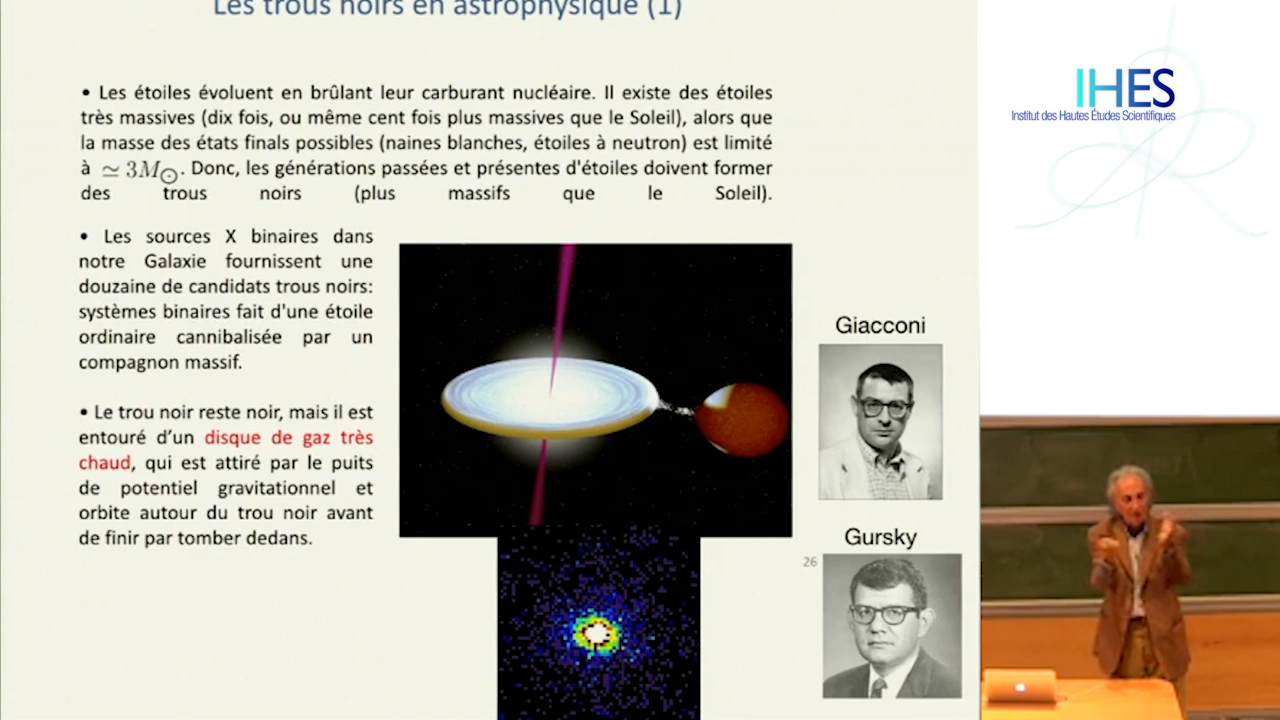 Les trous noirs en astrophysique (1)
• Les étoiles évoluent en brûlant leur carburant nucléaire. Il existe des étoiles
très massives (dix fois, ou même cent fois plus massives que le Soleil), alors que
la masse des états finals possibles (naines blanches, étoiles à neutron) est limité
à ≃ 3M☉. Donc, les générations passées et présentes d'étoiles doivent former
des trous noirs (plus massifs que le Soleil).
• Les sources X binaires dans
notre Galaxie fournissent une
douzaine de candidats trous noirs:
systèmes binaires fait d'une étoile
ordinaire cannibalisée par un
compagnon massif.
• Le trou noir reste noir, mais il est
entouré d’un disque de gaz très
chaud, qui est attiré par le puits
de potentiel gravitationnel et
orbite autour du trou noir avant
de finir par tomber dedans.
Giacconi
Gursky
26
IHES
Institut des Hautes Études Scientifiques